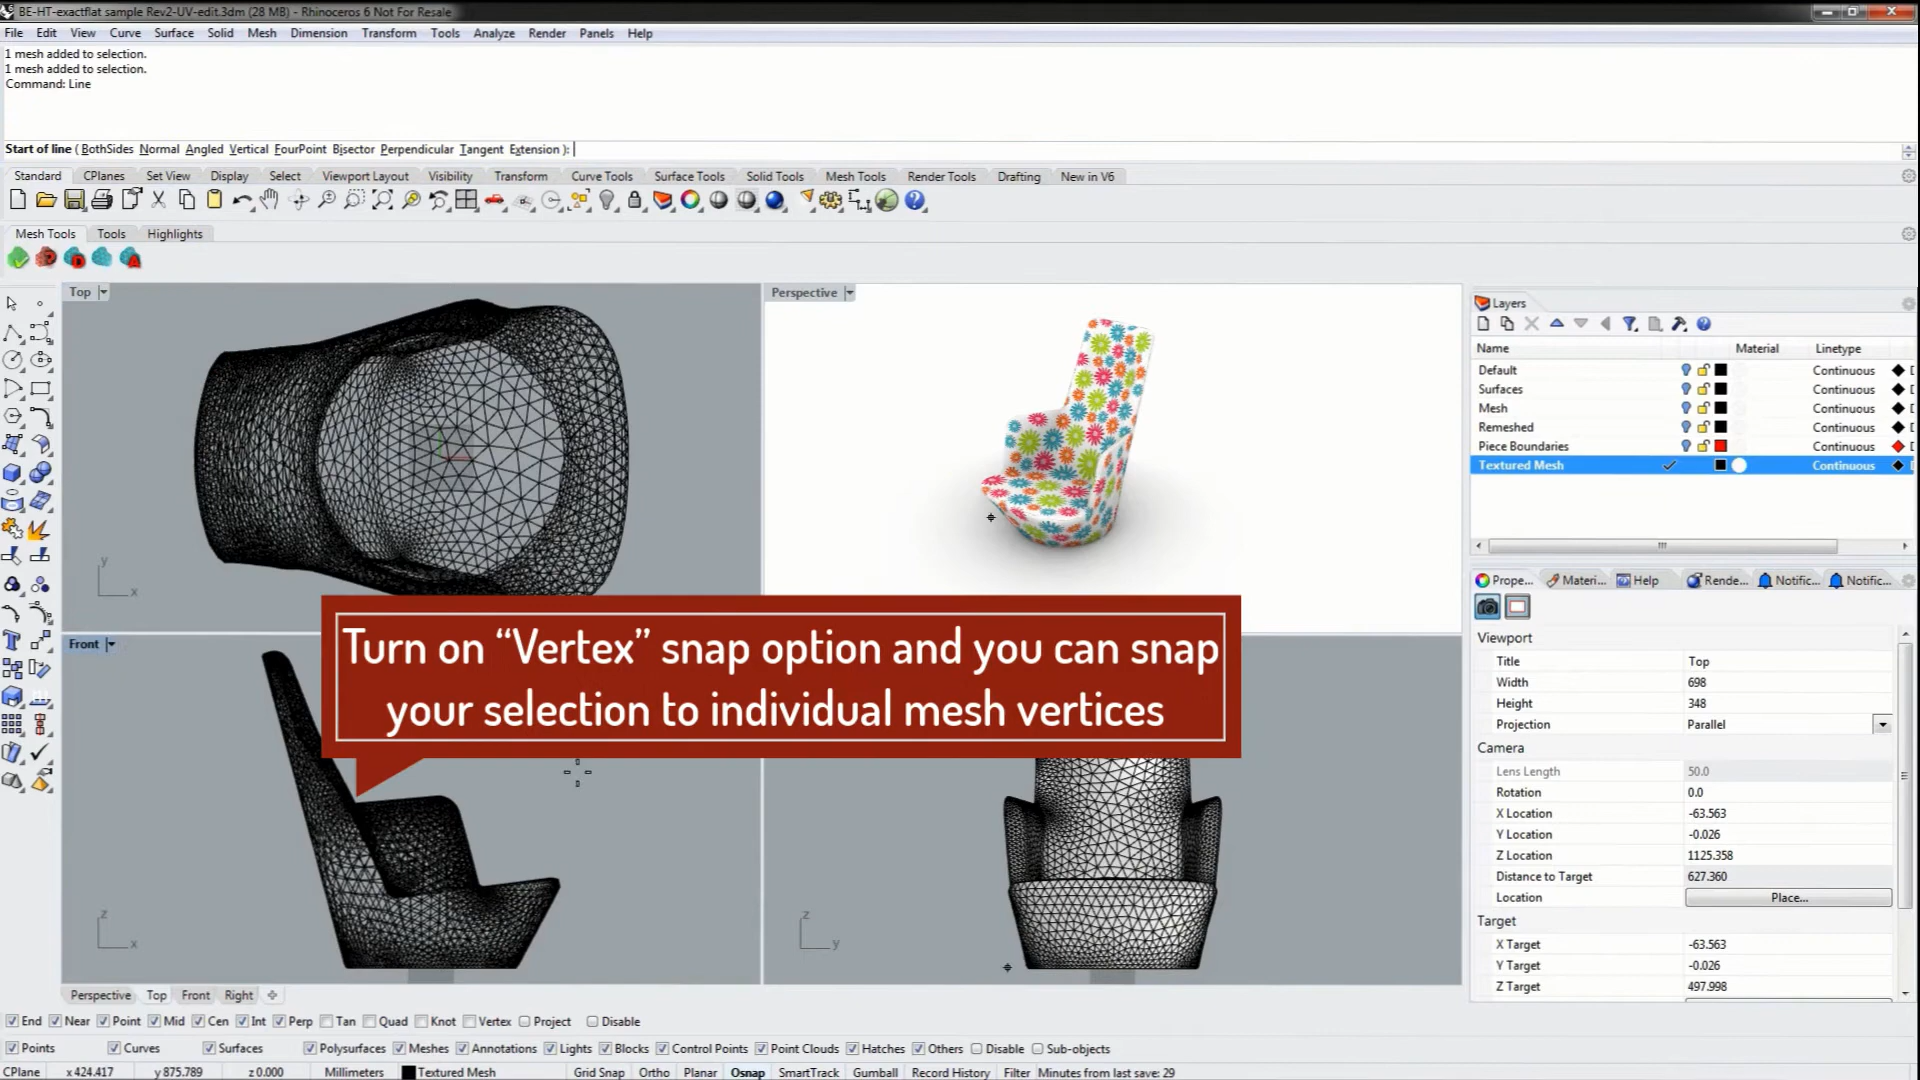 BE-HT-exactflat sample Rev2-UV-edit.3dm (28 MB) - Rhinoceros 6 Not For Resale
File Edit View Curve Surface Solid Mesh Dimension Transform Tools Analyze Render Panels Help
1 mesh added to selection.
1 mesh added to selection.
Command: Line
Start of line ( BothSides Normal Angled Vertical FourPoint Bisector Perpendicular Tangent Extension ):
Standard CPlanes Set View Display Select Viewport Layout Visibility Transform Curve Tools Surface Tools Solid Tools Mesh Tools Render Tools Drafting New in V6
Mesh Tools Tools Highlights
Top
Perspective
Layers
Name Material Linetype
Default Continuous
Surfaces Continuous
Mesh Continuous
Remeshed Continuous
Piece Boundaries Continuous
Textured Mesh Continuous
y
x
Prope... Materi... Help Rende... Notific... Notific...
Viewport
Front
Turn on “Vertex” snap option and you can snap
your selection to individual mesh vertices
Title Top
Width 698
Height 348
Projection Parallel
Camera
Lens Length 50.0
Rotation 0.0
X Location -63.563
Y Location -0.026
Z Location 1125.358
Distance to Target 627.360
Location Place...
Target
X Target -63.563
Y Target -0.026
Z Target 497.998
z
x
z
y
Perspective Top Front Right
End Near Point Mid Cen Int Perp Tan Quad Knot Vertex Project Disable
Points Curves Surfaces Polysurfaces Meshes Annotations Lights Blocks Control Points Point Clouds Hatches Others Disable Sub-objects
CPlane x 424.417 y 875.789 z 0.000 Millimeters Textured Mesh Grid Snap Ortho Planar Osnap SmartTrack Gumball Record History Filter Minutes from last save: 29